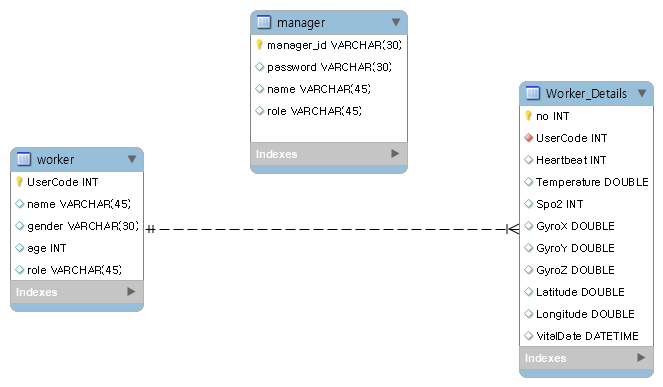 manager
manager_id VARCHAR(30)
password VARCHAR(30)
name VARCHAR(45)
role VARCHAR(45)
Indexes
worker
UserCode INT
name VARCHAR(45)
gender VARCHAR(30)
age INT
role VARCHAR(45)
Indexes
Worker_Details
no INT
UserCode INT
Heartbeat INT
Temperature DOUBLE
Spo2 INT
GyroX DOUBLE
GyroY DOUBLE
GyroZ DOUBLE
Latitude DOUBLE
Longitude DOUBLE
VitalDate DATETIME
Indexes